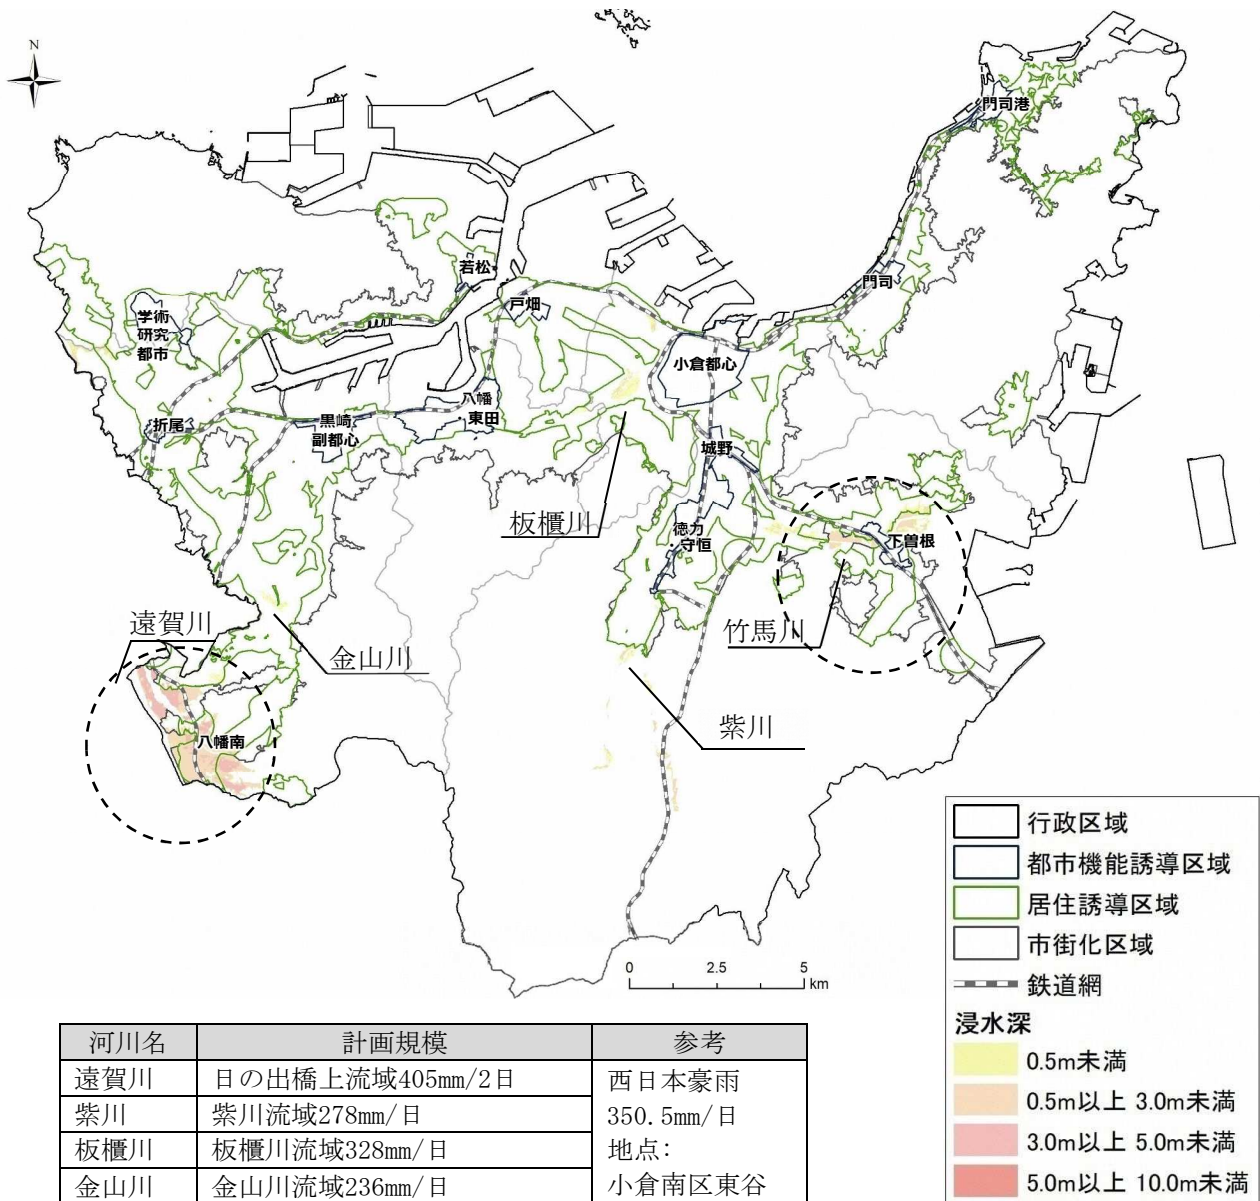 N
門司港
若松
門司
戸畑
学術
研究
都市
小倉都心
八幡
・東田
折尾
黒崎
副都心
城野
板櫃川
徳力
・守恒
下曽根
遠賀川
竹馬川
金山川
紫川
八幡南
行政区域
都市機能誘導区域
居住誘導区域
市街化区域
鉄道網
0 2.5 5
km
浸水深
0.5m未満
0.5m以上 3.0m未満
3.0m以上 5.0m未満
5.0m以上 10.0m未満
河川名 計画規模 参考
遠賀川 日の出橋上流域405mm/2日 西日本豪雨
紫川 紫川流域278mm/日 350.5mm/日
板櫃川 板櫃川流域328mm/日 地点：
金山川 金山川流域236mm/日 小倉南区東谷